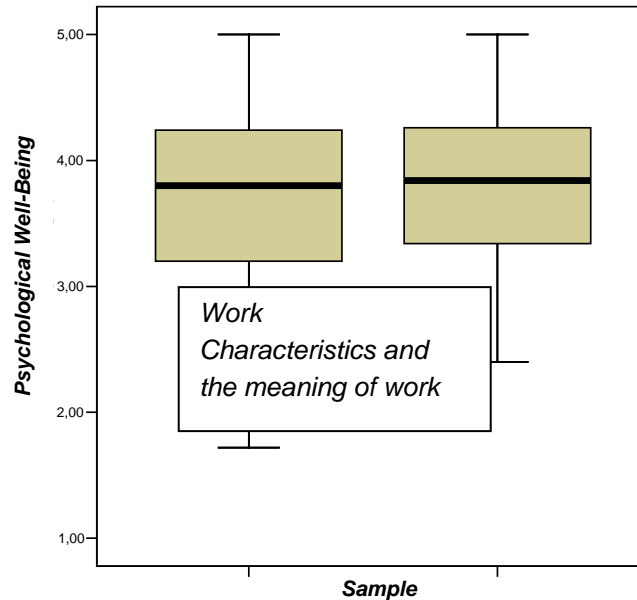 5,00
4,00
3,00
2,00
1,00
Psychological Well-Being
Work
Characteristics and
the meaning of work
Sample